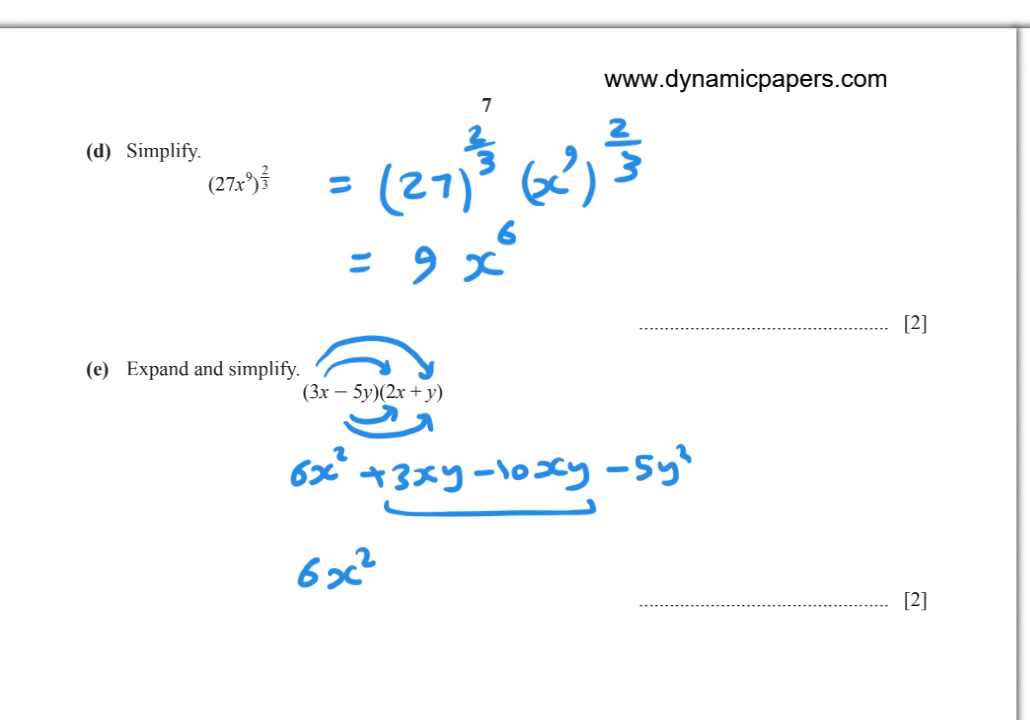 www.dynamicpapers.com
7
(d) Simplify.
(27x⁹)^(2/3) = (27)^(2/3) (x⁹)^(2/3)
= 9 x⁶
................................................ [2]
(e) Expand and simplify.
(3x − 5y)(2x + y)
6x² + 3xy − 10xy − 5y²
6x²
................................................ [2]